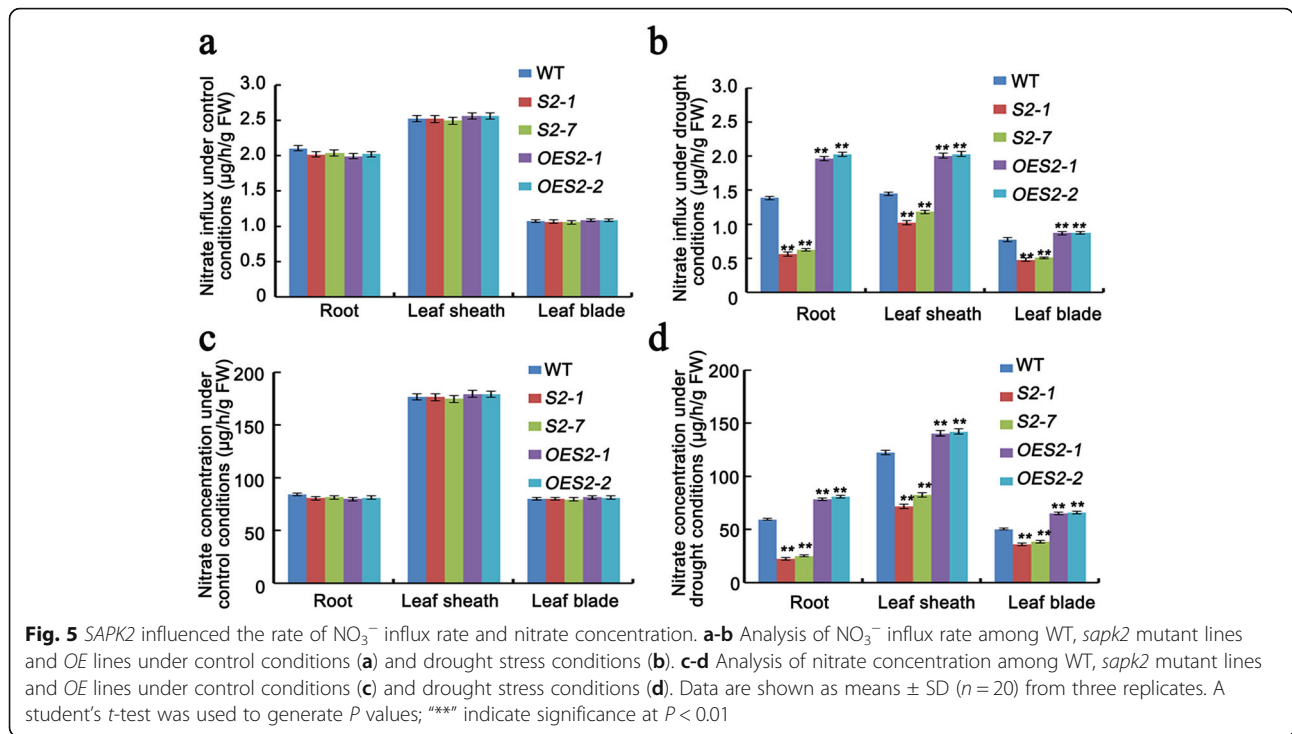 a
Nitrate influx under control
conditions (µg/h/g FW)
3.0
2.5
2.0
1.5
1.0
0.5
0
WT
S2-1
S2-7
OES2-1
OES2-2
Root
Leaf sheath
Leaf blade
b
Nitrate influx under drought
conditions (µg/h/g FW)
3.0
2.5
2.0
1.5
1.0
0.5
0
WT
S2-1
S2-7
OES2-1
OES2-2
** ** ** **
** ** ** **
** ** ** **
Root
Leaf sheath
Leaf blade
c
Nitrate concentration under
control conditions (µg/h/g FW)
200
150
100
50
0
WT
S2-1
S2-7
OES2-1
OES2-2
Root
Leaf sheath
Leaf blade
d
Nitrate concentration under
drought conditions (µg/h/g FW)
200
150
100
50
0
WT
S2-1
S2-7
OES2-1
OES2-2
** ** ** **
** ** ** **
** ** ** **
Root
Leaf sheath
Leaf blade
Fig. 5 SAPK2 influenced the rate of NO₃⁻ influx rate and nitrate concentration. a-b Analysis of NO₃⁻ influx rate among WT, sapk2 mutant lines
and OE lines under control conditions (a) and drought stress conditions (b). c-d Analysis of nitrate concentration among WT, sapk2 mutant lines
and OE lines under control conditions (c) and drought stress conditions (d). Data are shown as means ± SD (n = 20) from three replicates. A
student's t-test was used to generate P values; "**" indicate significance at P < 0.01